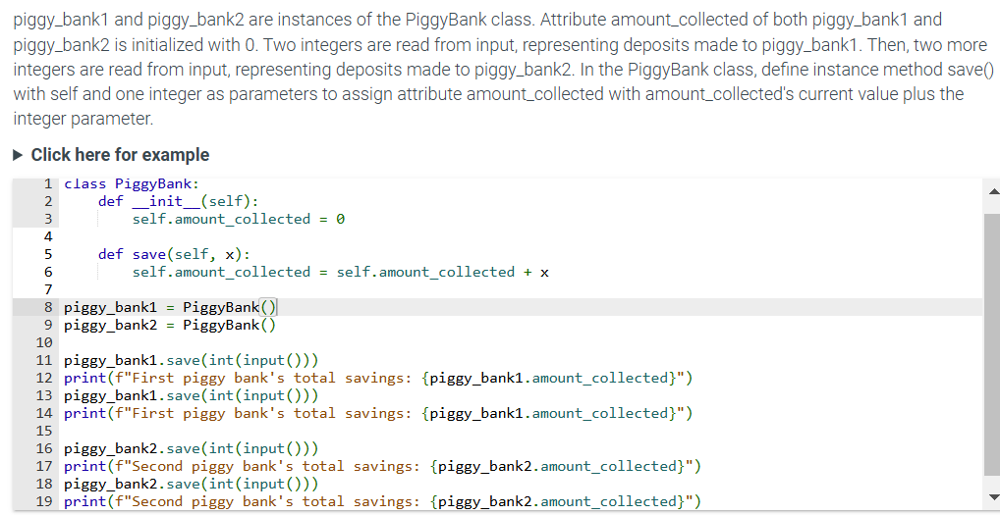 piggy_bank1 and piggy_bank2 are instances of the PiggyBank class. Attribute amount_collected of both piggy_bank1 and
piggy_bank2 is initialized with 0. Two integers are read from input, representing deposits made to piggy_bank1. Then, two more
integers are read from input, representing deposits made to piggy_bank2. In the PiggyBank class, define instance method save()
with self and one integer as parameters to assign attribute amount_collected with amount_collected's current value plus the
integer parameter.
▶ Click here for example
1 class PiggyBank:
2     def __init__(self):
3         self.amount_collected = 0
4
5     def save(self, x):
6         self.amount_collected = self.amount_collected + x
7
8 piggy_bank1 = PiggyBank()
9 piggy_bank2 = PiggyBank()
10
11 piggy_bank1.save(int(input()))
12 print(f"First piggy bank's total savings: {piggy_bank1.amount_collected}")
13 piggy_bank1.save(int(input()))
14 print(f"First piggy bank's total savings: {piggy_bank1.amount_collected}")
15
16 piggy_bank2.save(int(input()))
17 print(f"Second piggy bank's total savings: {piggy_bank2.amount_collected}")
18 piggy_bank2.save(int(input()))
19 print(f"Second piggy bank's total savings: {piggy_bank2.amount_collected}")